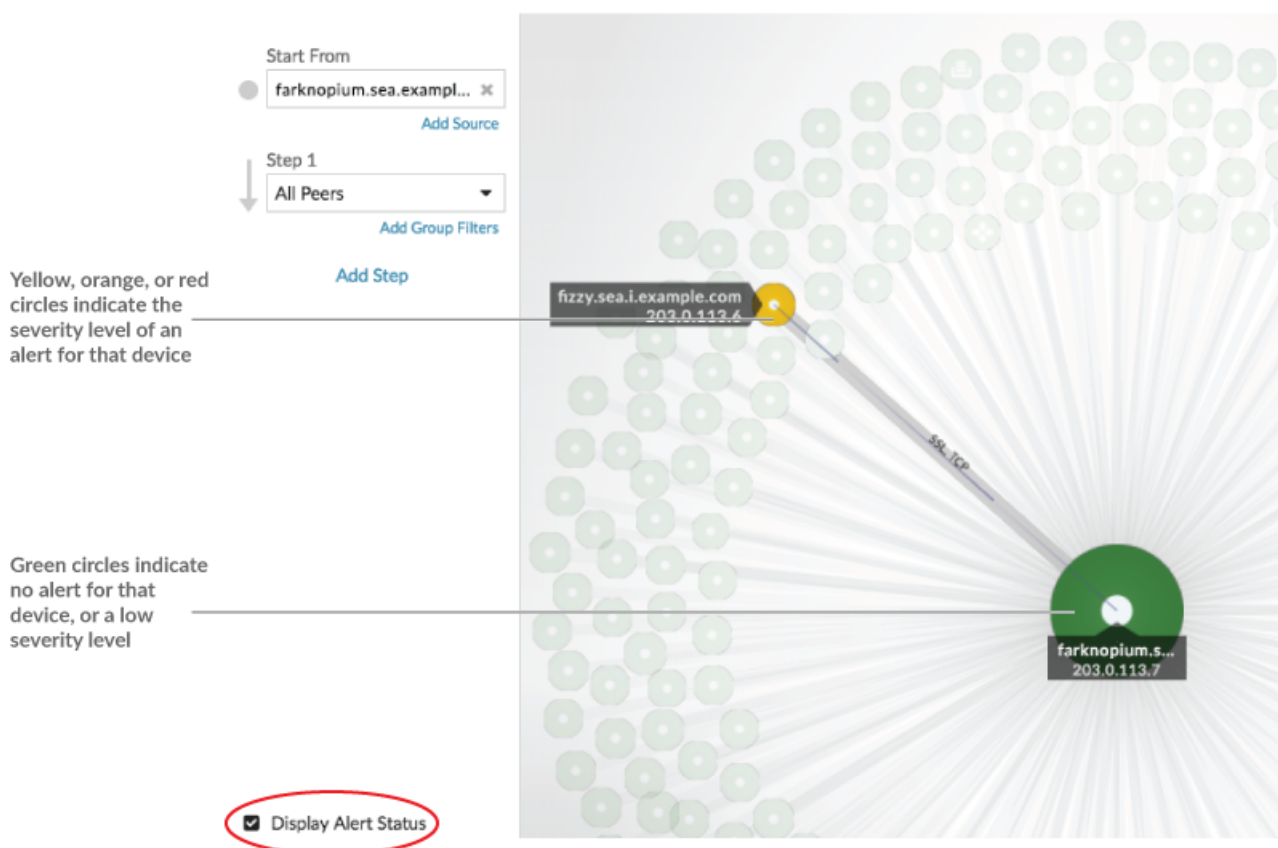 Start From
farknopium.sea.exampl...
Add Source
Step 1
All Peers
Add Group Filters
Add Step
Yellow, orange, or red
circles indicate the
severity level of an
alert for that device
fizzy.sea.i.example.com
203.0.113.6
SSL, TCP
Green circles indicate
no alert for that
device, or a low
severity level
farknopium.s...
203.0.113.7
Display Alert Status